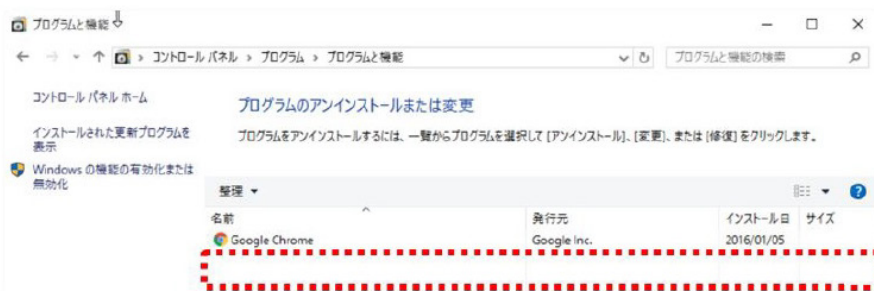 プログラムと機能
コントロール パネル › プログラム › プログラムと機能
プログラムと機能の検索
コントロール パネル ホーム
インストールされた更新プログラムを
表示
Windows の機能の有効化または
無効化
プログラムのアンインストールまたは変更
プログラムをアンインストールするには、一覧からプログラムを選択して [アンインストール]、[変更]、または [修復] をクリックします。
整理
名前 発行元 インストール日 サイズ
Google Chrome Google Inc. 2016/01/05